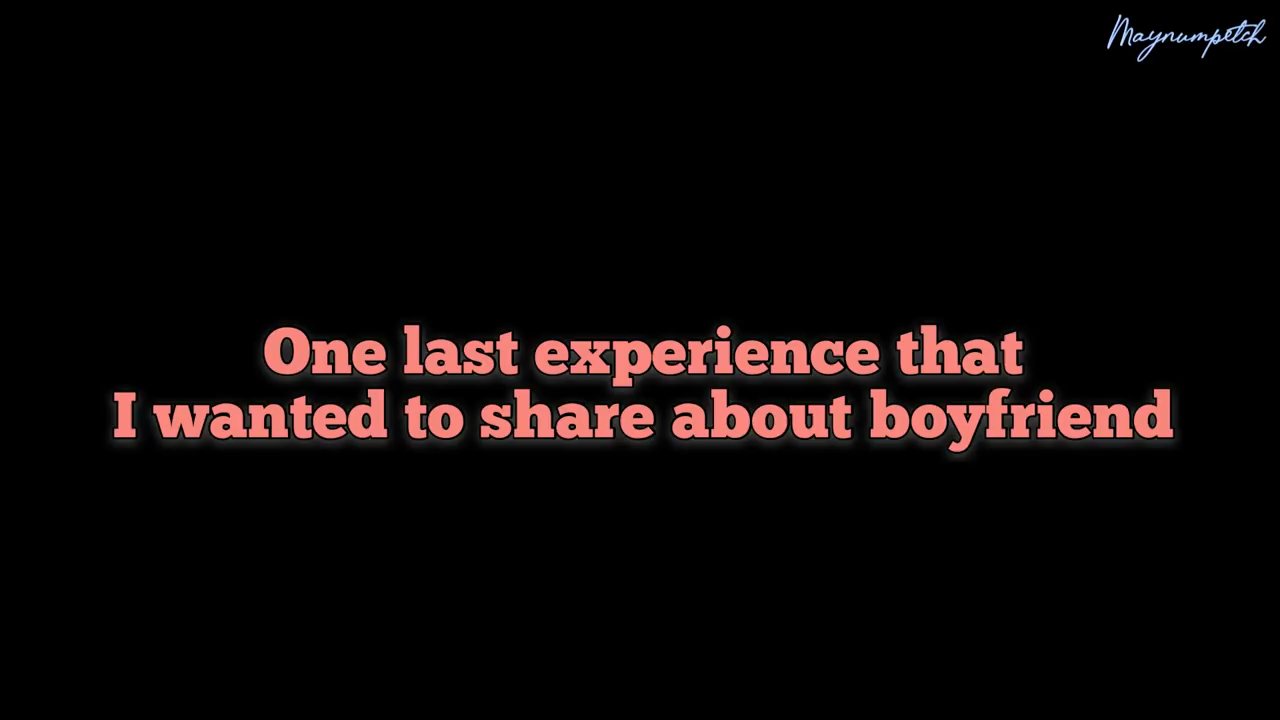 Maynumpetch
One last experience that
I wanted to share about boyfriend